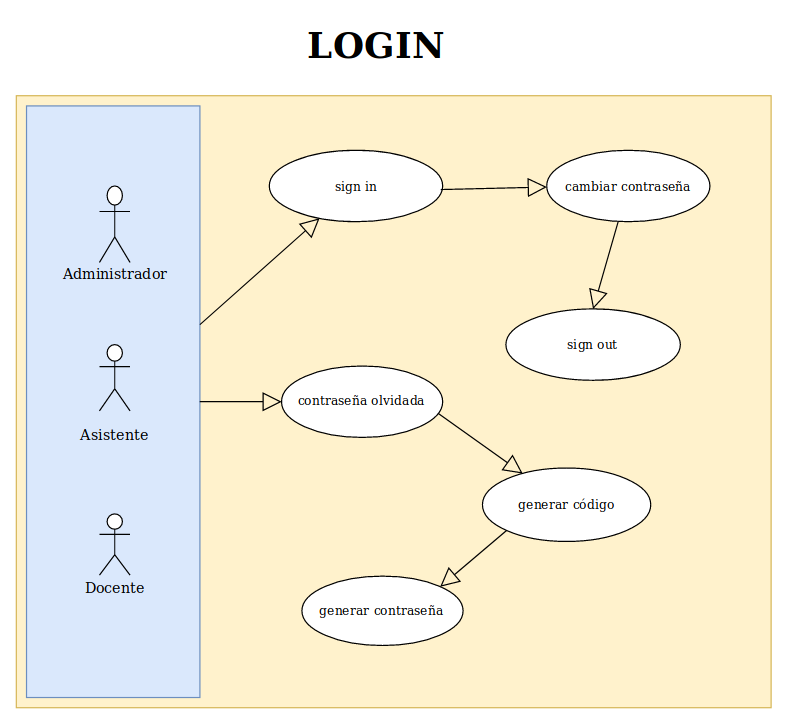 LOGIN
sign in
cambiar contraseña
Administrador
sign out
contraseña olvidada
Asistente
generar código
Docente
generar contraseña